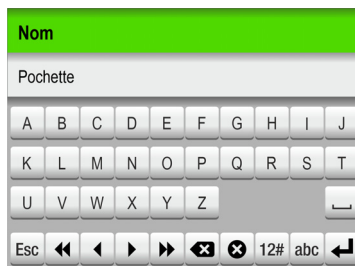 Nom
Pochette
A B C D E F G H I J
K L M N O P Q R S T
U V W X Y Z
Esc 12# abc